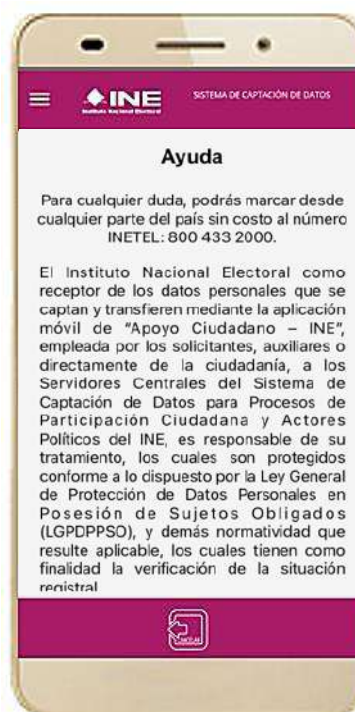 INE
Instituto Nacional Electoral
SISTEMA DE CAPTACIÓN DE DATOS
Ayuda
Para cualquier duda, podrás marcar desde
cualquier parte del país sin costo al número
INETEL: 800 433 2000.
El Instituto Nacional Electoral como
receptor de los datos personales que se
captan y transfieren mediante la aplicación
móvil de “Apoyo Ciudadano – INE”,
empleada por los solicitantes, auxiliares o
directamente de la ciudadanía, a los
Servidores Centrales del Sistema de
Captación de Datos para Procesos de
Participación Ciudadana y Actores
Políticos del INE, es responsable de su
tratamiento, los cuales son protegidos
conforme a lo dispuesto por la Ley General
de Protección de Datos Personales en
Posesión de Sujetos Obligados
(LGPDPPSO), y demás normatividad que
resulte aplicable, los cuales tienen como
finalidad la verificación de la situación
registral